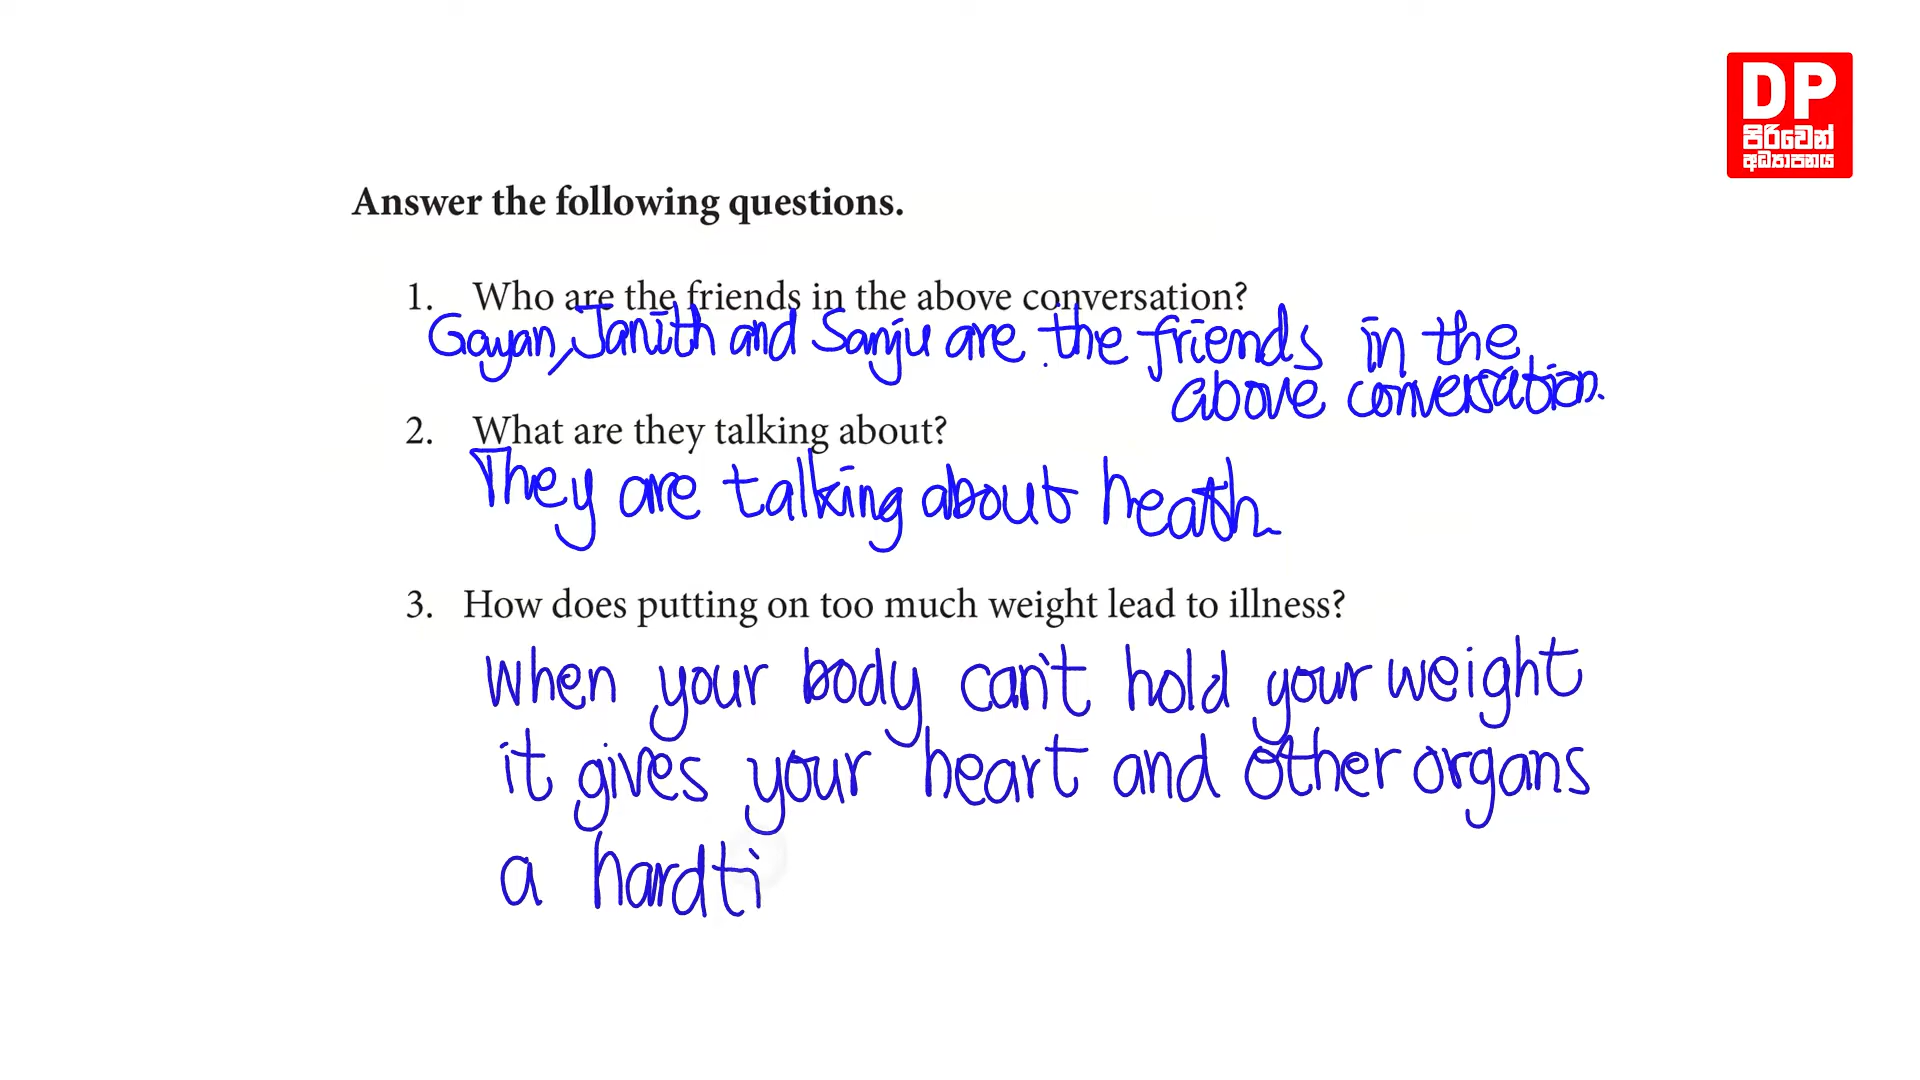 DP
පිරිවෙන්
අධ්‍යාපනය
Answer the following questions.
1. Who are the friends in the above conversation?
Gayan, Janith and Sanju are the friends in the
above conversation.
2. What are they talking about?
They are talking about heath.
3. How does putting on too much weight lead to illness?
When your body can't hold your weight
it gives your heart and other organs
a hardti